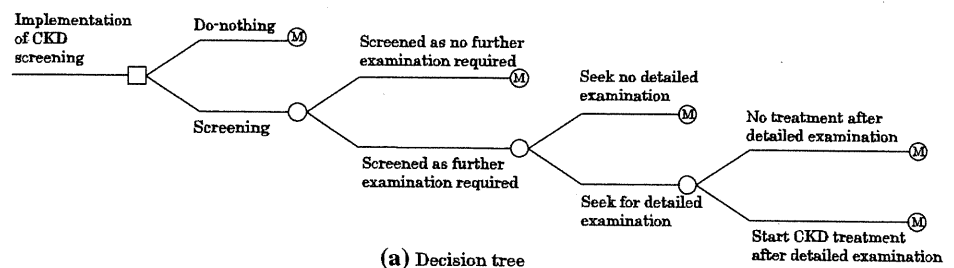 Implementation
of CKD
screening
Do-nothing
M
Screening
Screened as no further
examination required
M
Screened as further
examination required
Seek no detailed
examination
M
Seek for detailed
examination
No treatment after
detailed examination
M
M
Start CKD treatment
after detailed examination
(a) Decision tree